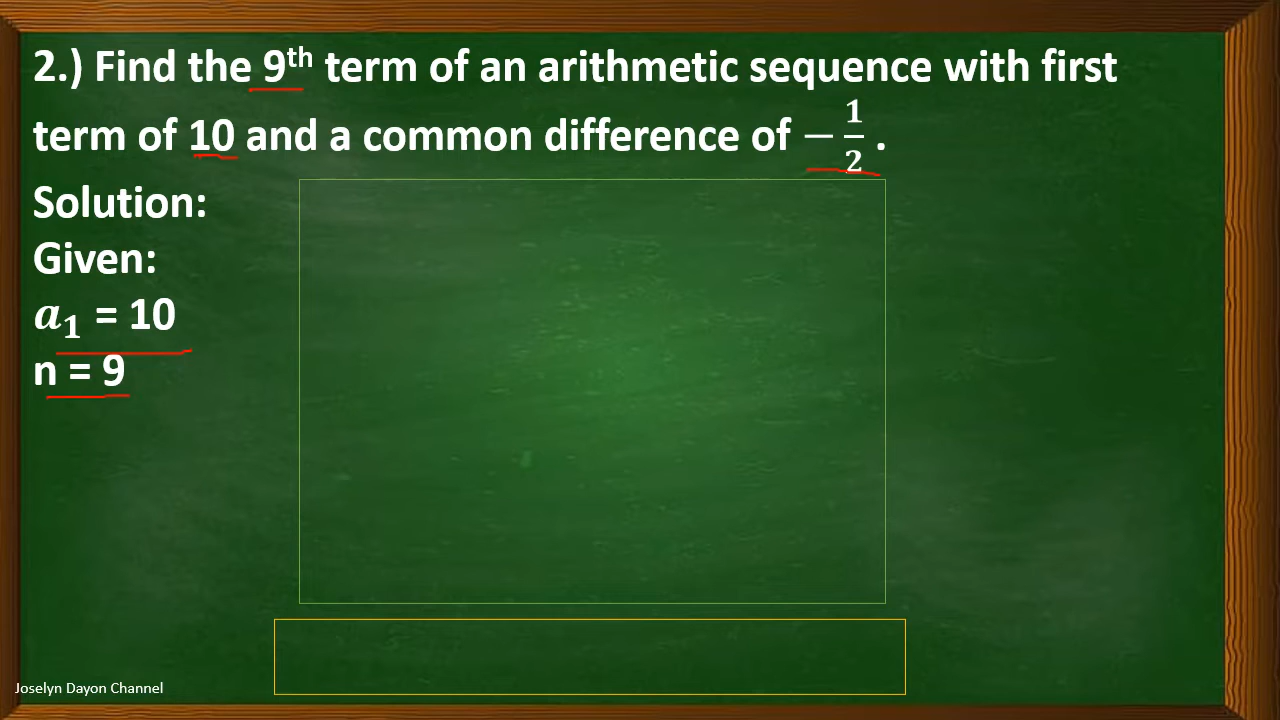 2.) Find the 9th term of an arithmetic sequence with first
term of 10 and a common difference of −1/2 .
Solution:
Given:
a₁ = 10
n = 9
Joselyn Dayon Channel